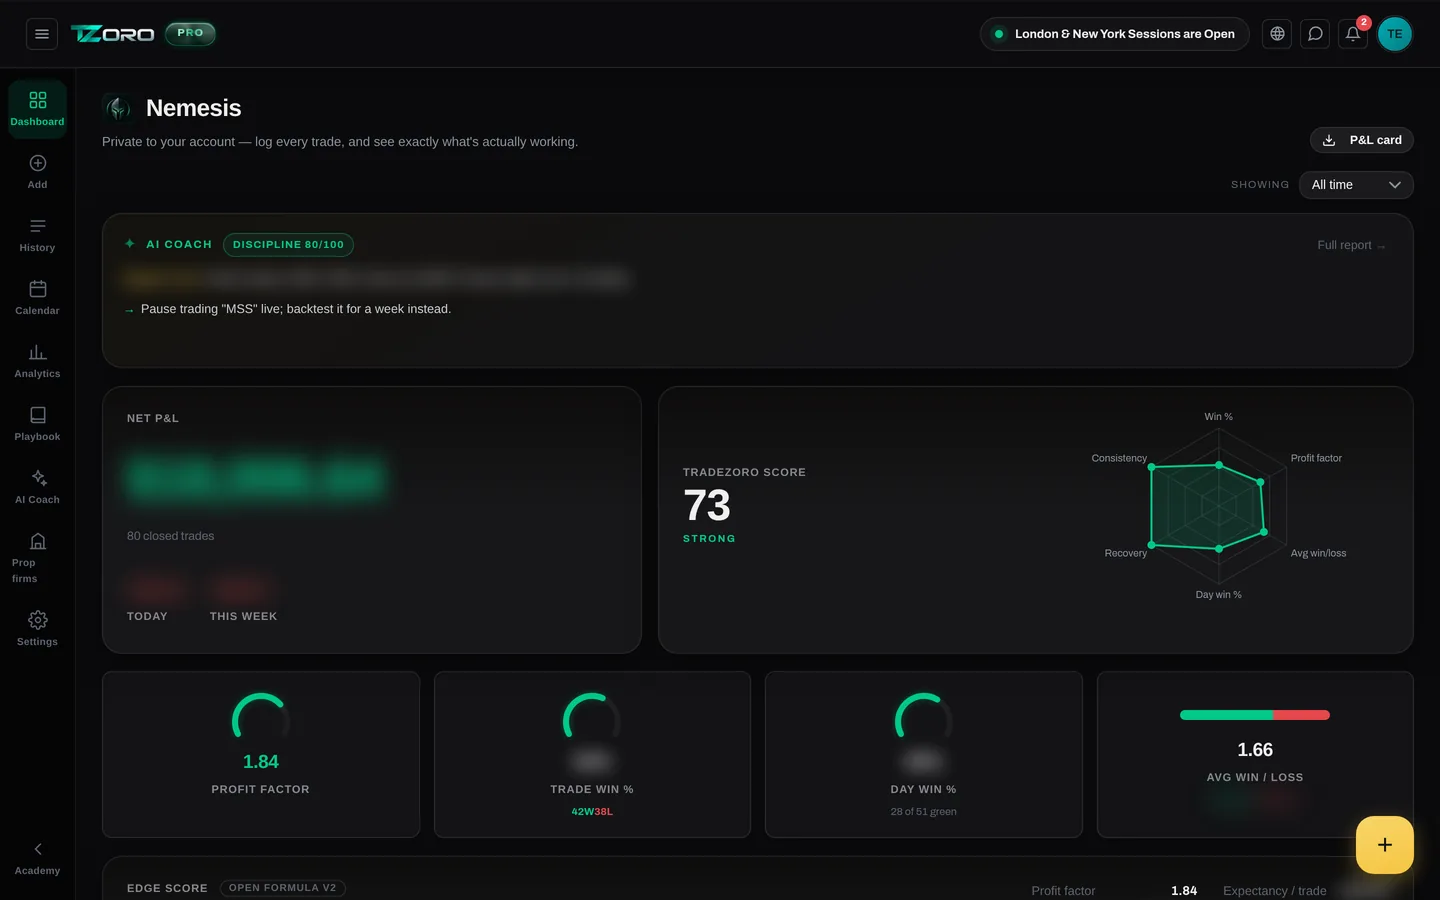 TZORO
PRO
London & New York Sessions are Open
2
TE
Dashboard
Add
History
Calendar
Analytics
Playbook
AI Coach
Prop
firms
Settings
Academy
Nemesis
Private to your account — log every trade, and see exactly what's actually working.
P&L card
SHOWING
All time
AI COACH
DISCIPLINE 80/100
Full report →
→ Pause trading "MSS" live; backtest it for a week instead.
NET P&L
80 closed trades
TODAY
THIS WEEK
TRADEZORO SCORE
73
STRONG
Win %
Consistency
Profit factor
Recovery
Avg win/loss
Day win %
1.84
PROFIT FACTOR
TRADE WIN %
42W38L
DAY WIN %
28 of 51 green
1.66
AVG WIN / LOSS
+
EDGE SCORE
OPEN FORMULA V2
Profit factor
1.84
Expectancy / trade